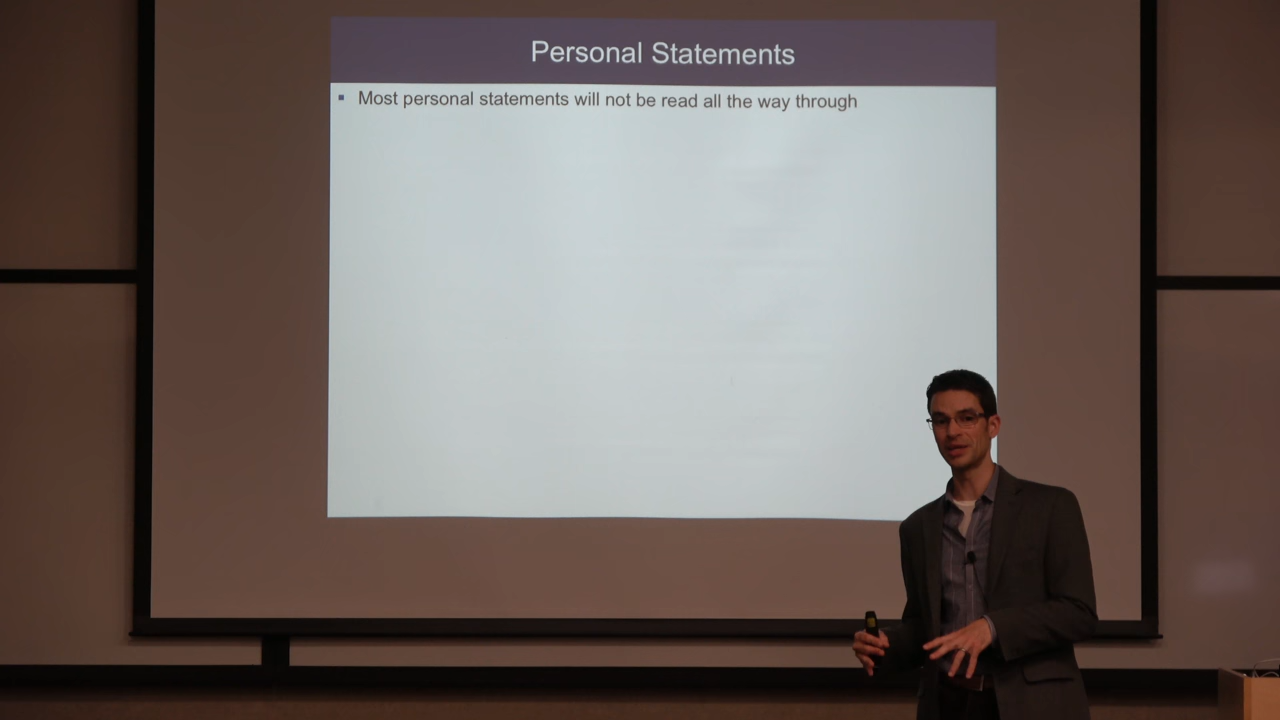 Personal Statements
▪ Most personal statements will not be read all the way through